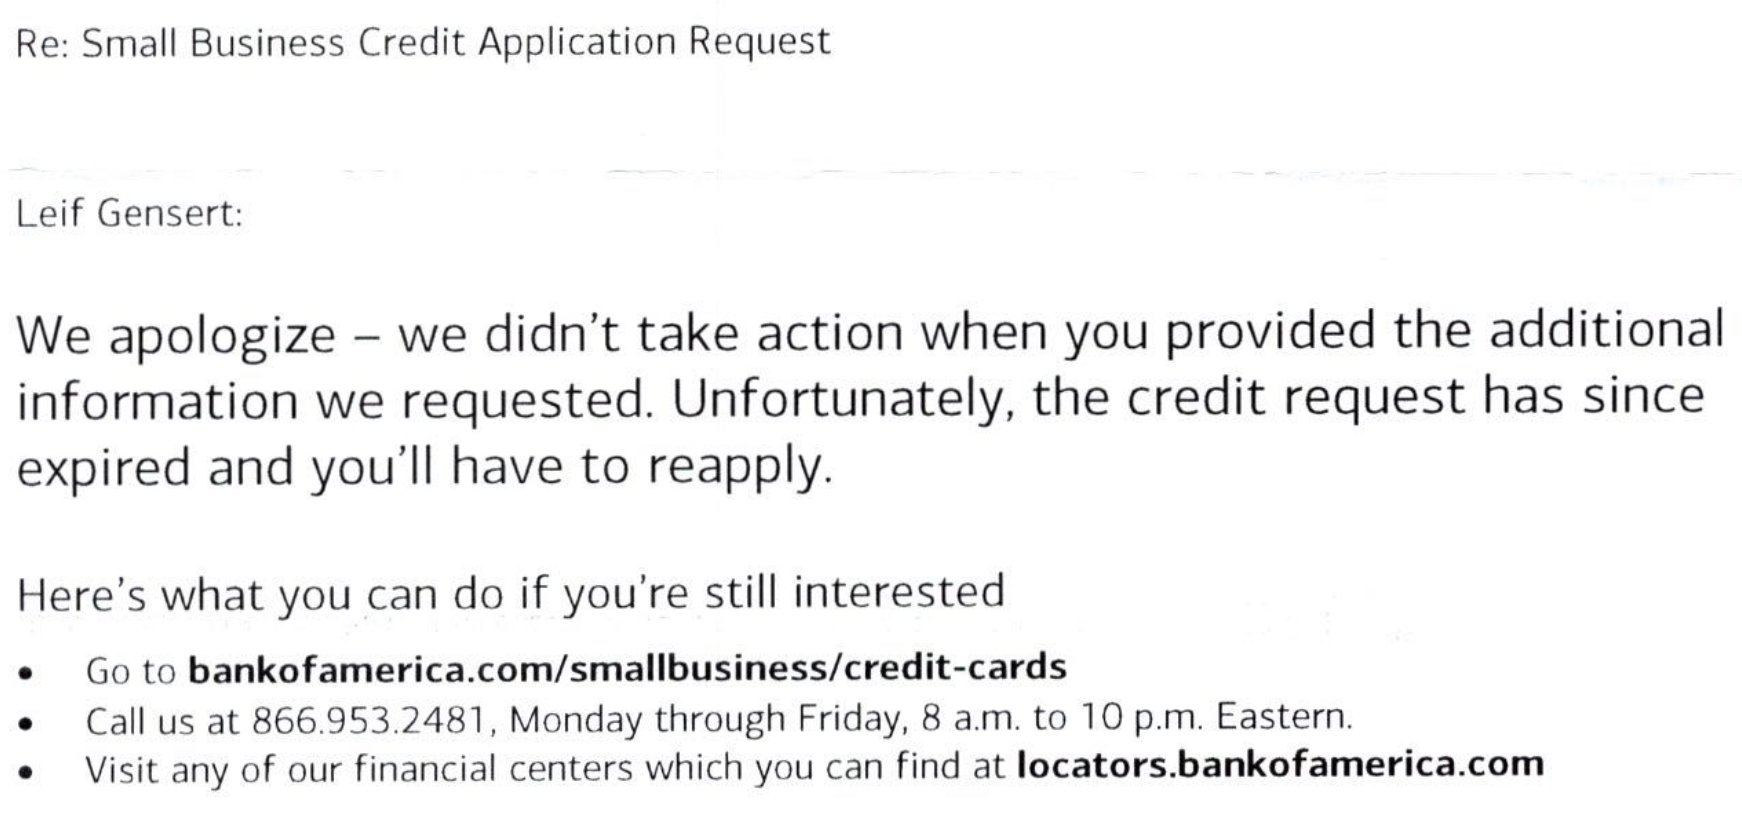 Re: Small Business Credit Application Request
Leif Gensert:
We apologize – we didn't take action when you provided the additional
information we requested. Unfortunately, the credit request has since
expired and you'll have to reapply.
Here's what you can do if you're still interested
• Go to bankofamerica.com/smallbusiness/credit-cards
• Call us at 866.953.2481, Monday through Friday, 8 a.m. to 10 p.m. Eastern.
• Visit any of our financial centers which you can find at locators.bankofamerica.com